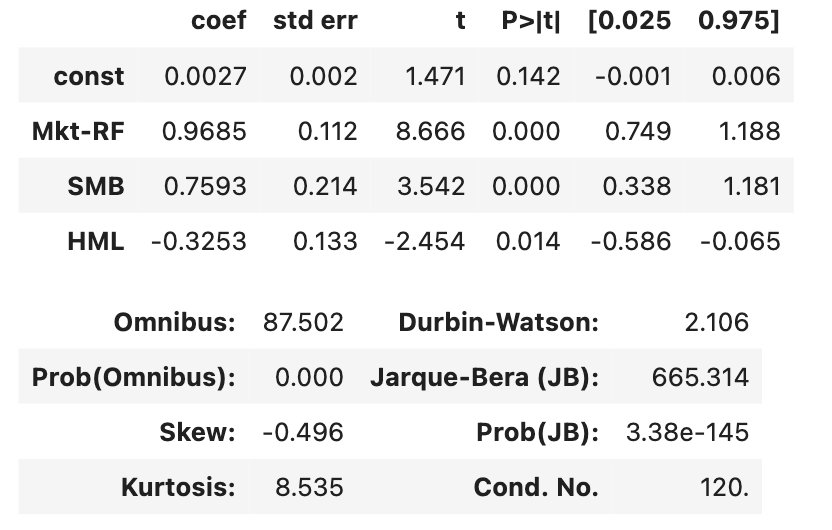 coef std err t P>|t| [0.025 0.975]
const 0.0027 0.002 1.471 0.142 -0.001 0.006
Mkt-RF 0.9685 0.112 8.666 0.000 0.749 1.188
SMB 0.7593 0.214 3.542 0.000 0.338 1.181
HML -0.3253 0.133 -2.454 0.014 -0.586 -0.065
Omnibus: 87.502 Durbin-Watson: 2.106
Prob(Omnibus): 0.000 Jarque-Bera (JB): 665.314
Skew: -0.496 Prob(JB): 3.38e-145
Kurtosis: 8.535 Cond. No. 120.